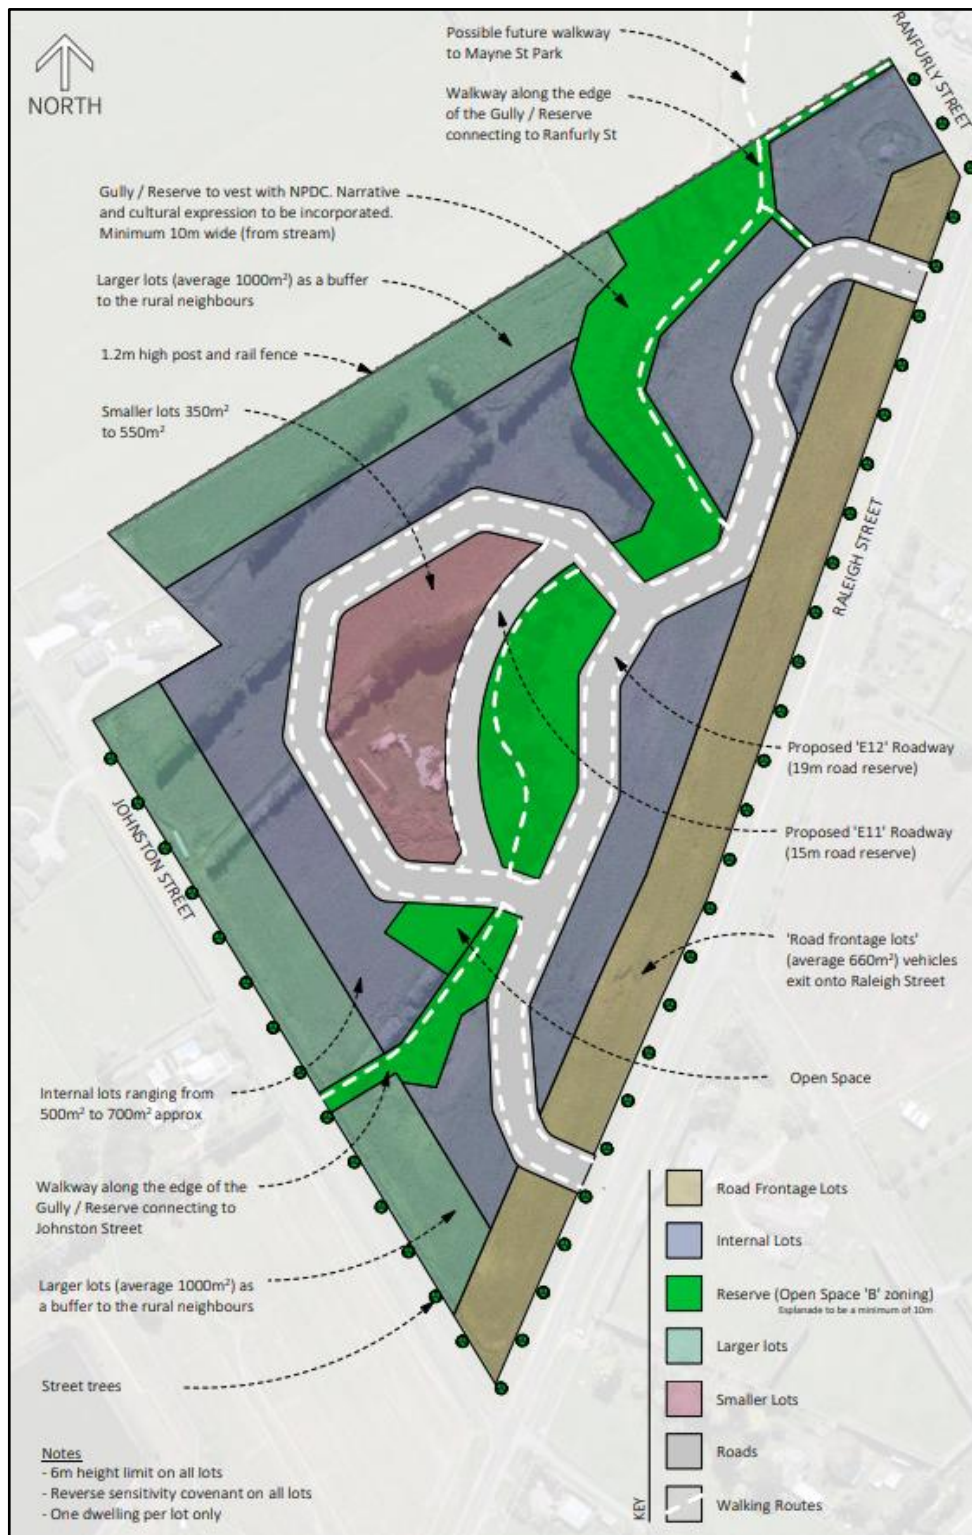 NORTH
Possible future walkway
to Mayne St Park
RANFURLY STREET
Walkway along the edge
of the Gully / Reserve
connecting to Ranfurly St
Gully / Reserve to vest with NPDC. Narrative
and cultural expression to be incorporated.
Minimum 10m wide (from stream)
Larger lots (average 1000m²) as a buffer
to the rural neighbours
1.2m high post and rail fence
Smaller lots 350m²
to 550m²
RALEIGH STREET
Proposed 'E12' Roadway
(19m road reserve)
JOHNSTON STREET
Proposed 'E11' Roadway
(15m road reserve)
'Road frontage lots'
(average 660m²) vehicles
exit onto Raleigh Street
Open Space
Internal lots ranging from
500m² to 700m² approx
Walkway along the edge of the
Gully / Reserve connecting to
Johnston Street
Larger lots (average 1000m²) as
a buffer to the rural neighbours
Street trees
Notes
- 6m height limit on all lots
- Reverse sensitivity covenant on all lots
- One dwelling per lot only
KEY
Road Frontage Lots
Internal Lots
Reserve (Open Space 'B' zoning)
Esplanade to be a minimum of 10m
Larger lots
Smaller Lots
Roads
Walking Routes